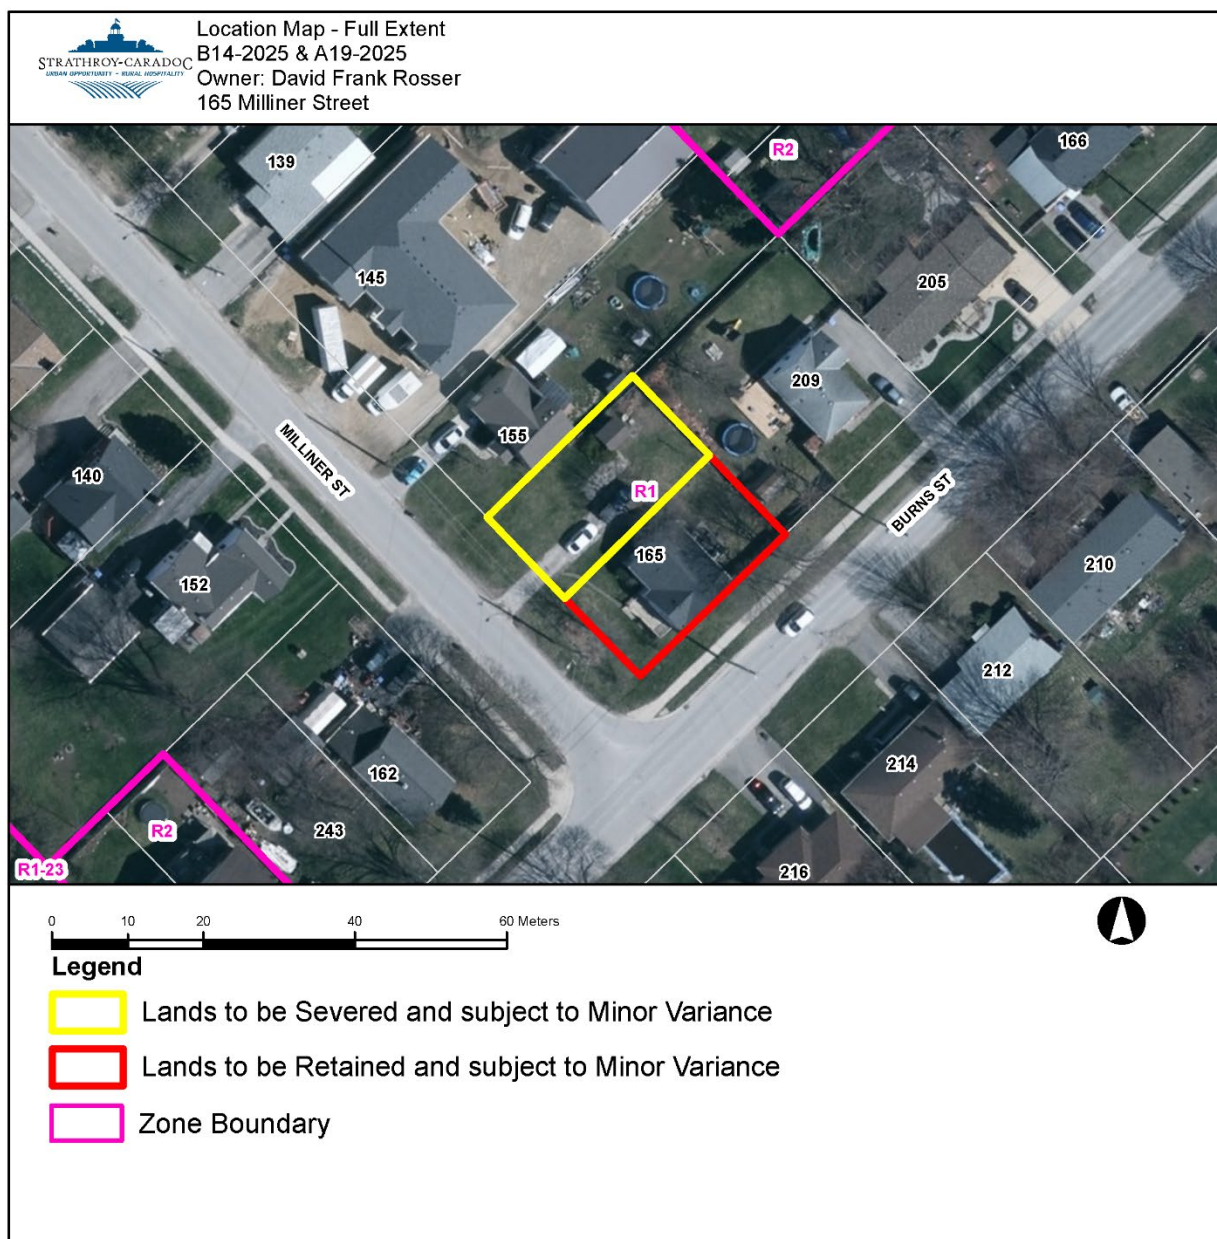 STRATHROY-CARADOC
URBAN OPPORTUNITY - RURAL HOSPITALITY
Location Map - Full Extent
B14-2025 & A19-2025
Owner: David Frank Rosser
165 Milliner Street
139
R2
166
145
205
209
155
MILLINER ST
140
R1
BURNS ST
165
210
152
212
162
214
R2
243
R1-23
216
0 10 20 40 60 Meters
Legend
Lands to be Severed and subject to Minor Variance
Lands to be Retained and subject to Minor Variance
Zone Boundary